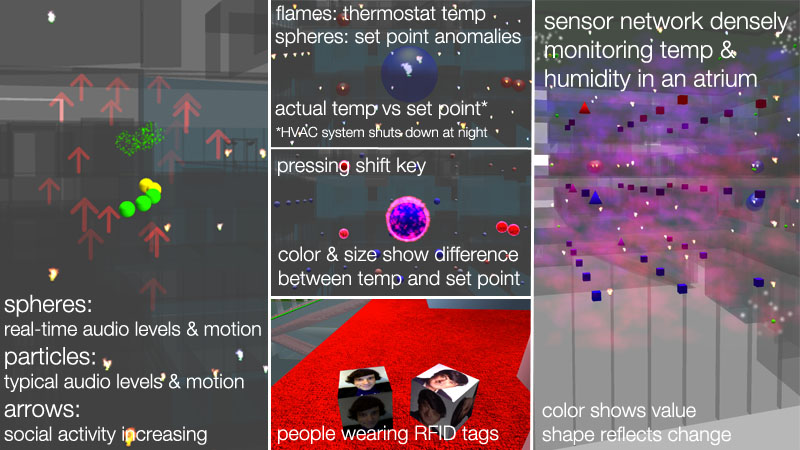 spheres:
real-time audio levels & motion
particles:
typical audio levels & motion
arrows:
social activity increasing
flames: thermostat temp
spheres: set point anomalies
actual temp vs set point*
*HVAC system shuts down at night
pressing shift key
color & size show difference
between temp and set point
people wearing RFID tags
sensor network densely
monitoring temp &
humidity in an atrium
color shows value
shape reflects change